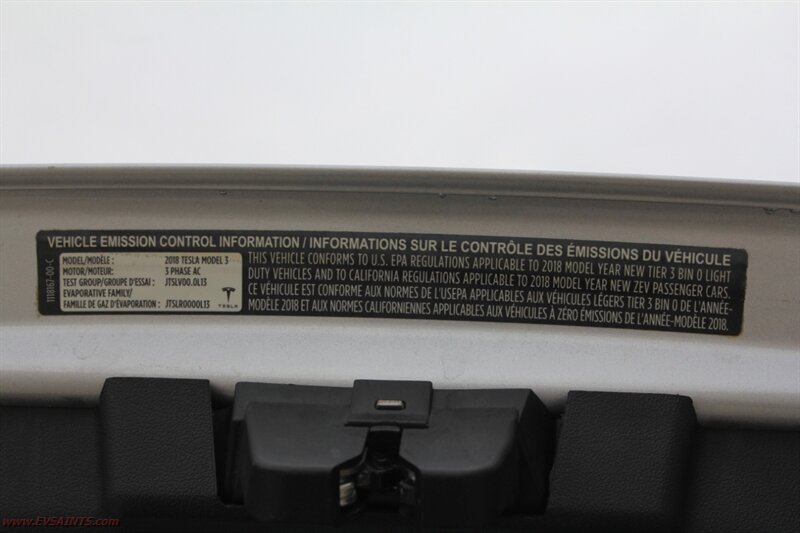 VEHICLE EMISSION CONTROL INFORMATION / INFORMATIONS SUR LE CONTRÔLE DES ÉMISSIONS DU VÉHICULE
1118167-00-C
MODEL/MODÈLE: 2018 TESLA MODEL 3
MOTOR/MOTEUR: 3 PHASE AC
TEST GROUP/GROUPE D'ESSAI: JTSLV00.0L13
EVAPORATIVE FAMILY/
FAMILLE DE GAZ D'ÉVAPORATION: JTSLR0000L13
TESLA
THIS VEHICLE CONFORMS TO U.S. EPA REGULATIONS APPLICABLE TO 2018 MODEL YEAR NEW TIER 3 BIN 0 LIGHT
DUTY VEHICLES AND TO CALIFORNIA REGULATIONS APPLICABLE TO 2018 MODEL YEAR NEW ZEV PASSENGER CARS.
CE VÉHICULE EST CONFORME AUX NORMES DE L'USEPA APPLICABLES AUX VÉHICULES LÉGERS TIER 3 BIN 0 DE L'ANNÉE-
MODÈLE 2018 ET AUX NORMES CALIFORNIENNES APPLICABLES AUX VÉHICULES À ZÉRO ÉMISSIONS DE L'ANNÉE-MODÈLE 2018.
www.EVSAINTS.com